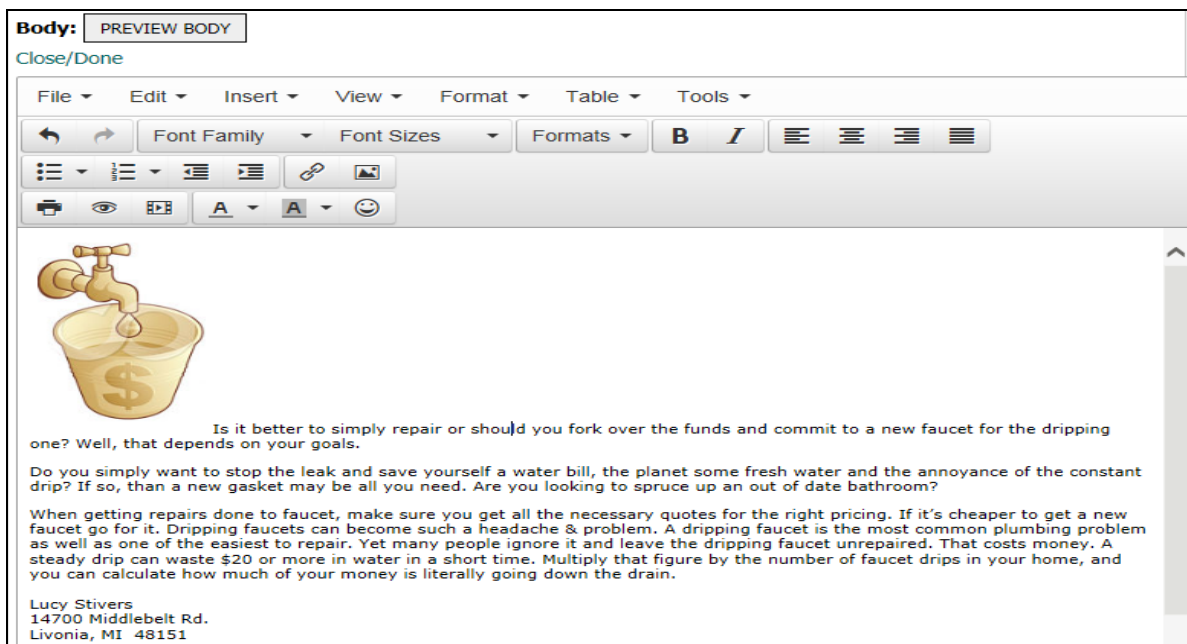 Body: PREVIEW BODY
Close/Done
File Edit Insert View Format Table Tools
Font Family Font Sizes Formats B I
A A
$
Is it better to simply repair or should you fork over the funds and commit to a new faucet for the dripping
one? Well, that depends on your goals.
Do you simply want to stop the leak and save yourself a water bill, the planet some fresh water and the annoyance of the constant
drip? If so, than a new gasket may be all you need. Are you looking to spruce up an out of date bathroom?
When getting repairs done to faucet, make sure you get all the necessary quotes for the right pricing. If it's cheaper to get a new
faucet go for it. Dripping faucets can become such a headache & problem. A dripping faucet is the most common plumbing problem
as well as one of the easiest to repair. Yet many people ignore it and leave the dripping faucet unrepaired. That costs money. A
steady drip can waste $20 or more in water in a short time. Multiply that figure by the number of faucet drips in your home, and
you can calculate how much of your money is literally going down the drain.
Lucy Stivers
14700 Middlebelt Rd.
Livonia, MI 48151